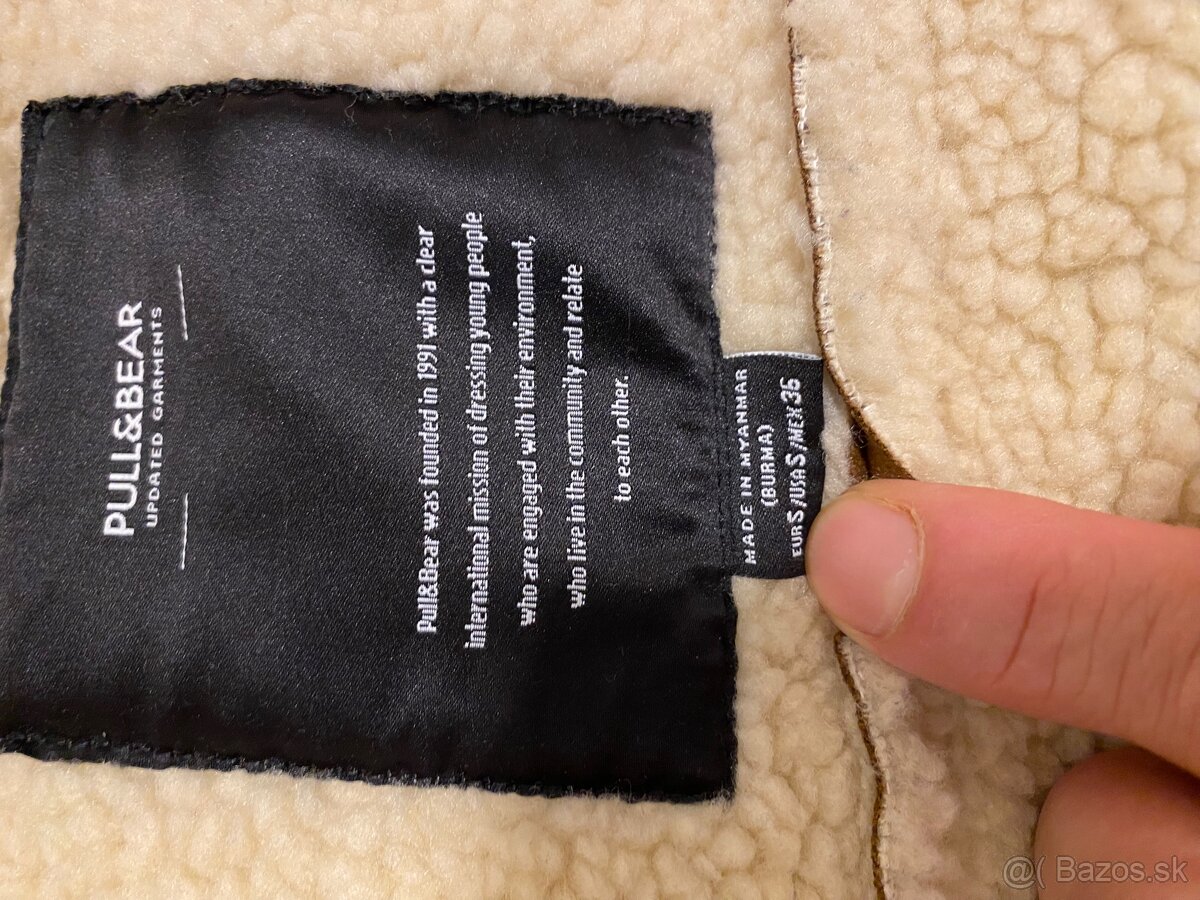 PULL&BEAR
UPDATED GARMENTS
Pull&Bear was founded in 1991 with a clear
international mission of dressing young people
who are engaged with their environment,
who live in the community and relate
to each other.
MADE IN MYANMAR
(BURMA)
EUR S/USA S/MEX 36
@( Bazos.sk